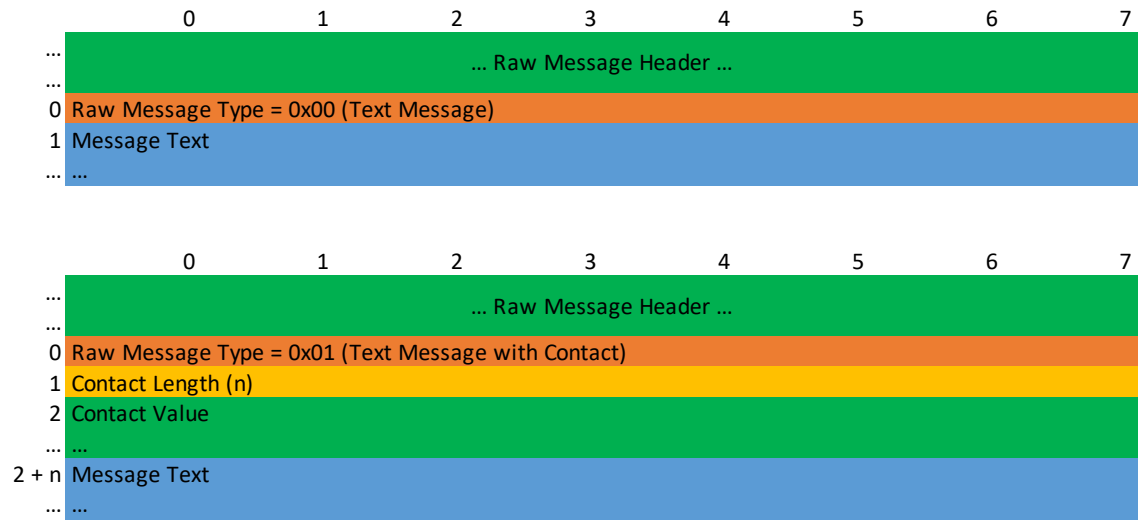 0 1 2 3 4 5 6 7
...
... Raw Message Header ...
...
0 Raw Message Type = 0x00 (Text Message)
1 Message Text
... ...
0 1 2 3 4 5 6 7
...
... Raw Message Header ...
...
0 Raw Message Type = 0x01 (Text Message with Contact)
1 Contact Length (n)
2 Contact Value
... ...
2 + n Message Text
... ...